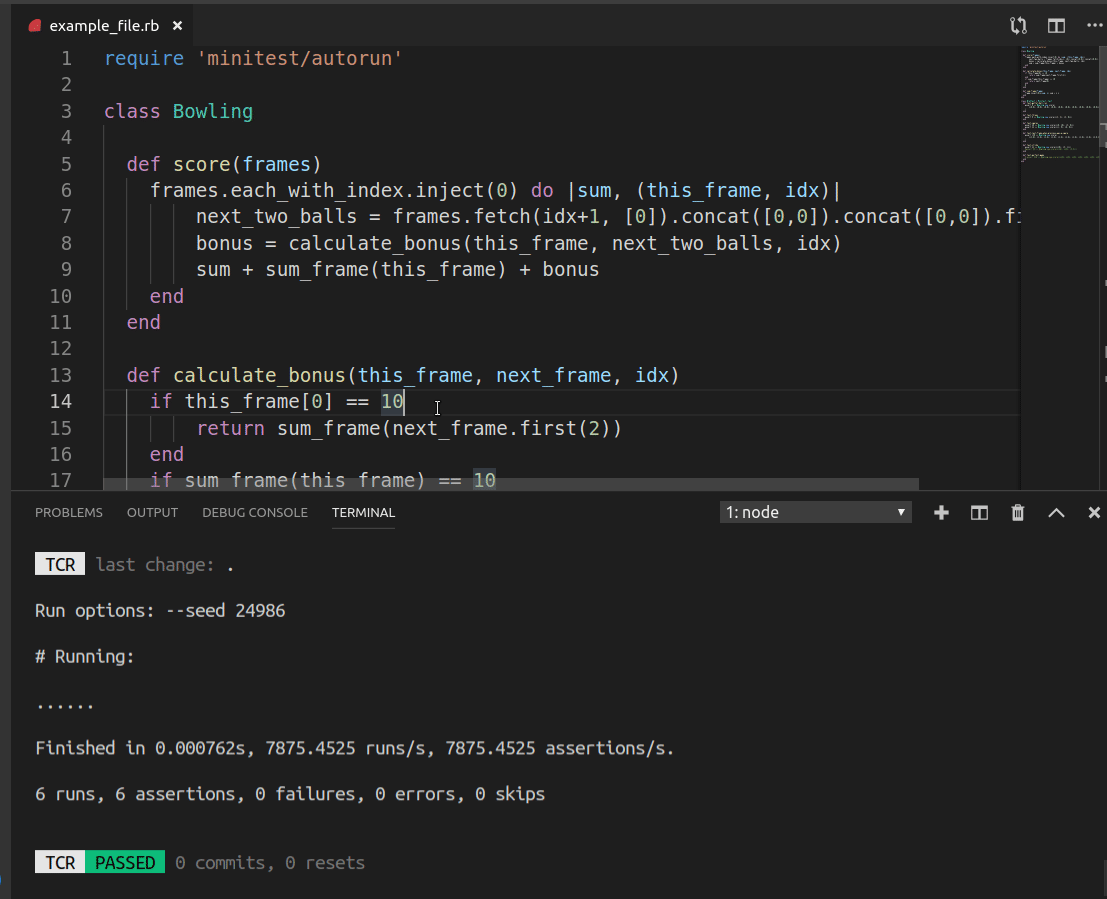 example_file.rb ×
1 require 'minitest/autorun'
2
3 class Bowling
4
5 def score(frames)
6 frames.each_with_index.inject(0) do |sum, (this_frame, idx)|
7 next_two_balls = frames.fetch(idx+1, [0]).concat([0,0]).concat([0,0]).fi
8 bonus = calculate_bonus(this_frame, next_two_balls, idx)
9 sum + sum_frame(this_frame) + bonus
10 end
11 end
12
13 def calculate_bonus(this_frame, next_frame, idx)
14 if this_frame[0] == 10
15 return sum_frame(next_frame.first(2))
16 end
17 if sum_frame(this_frame) == 10
PROBLEMS OUTPUT DEBUG CONSOLE TERMINAL 1: node
TCR last change: .
Run options: --seed 24986
# Running:
......
Finished in 0.000762s, 7875.4525 runs/s, 7875.4525 assertions/s.
6 runs, 6 assertions, 0 failures, 0 errors, 0 skips
TCR PASSED 0 commits, 0 resets